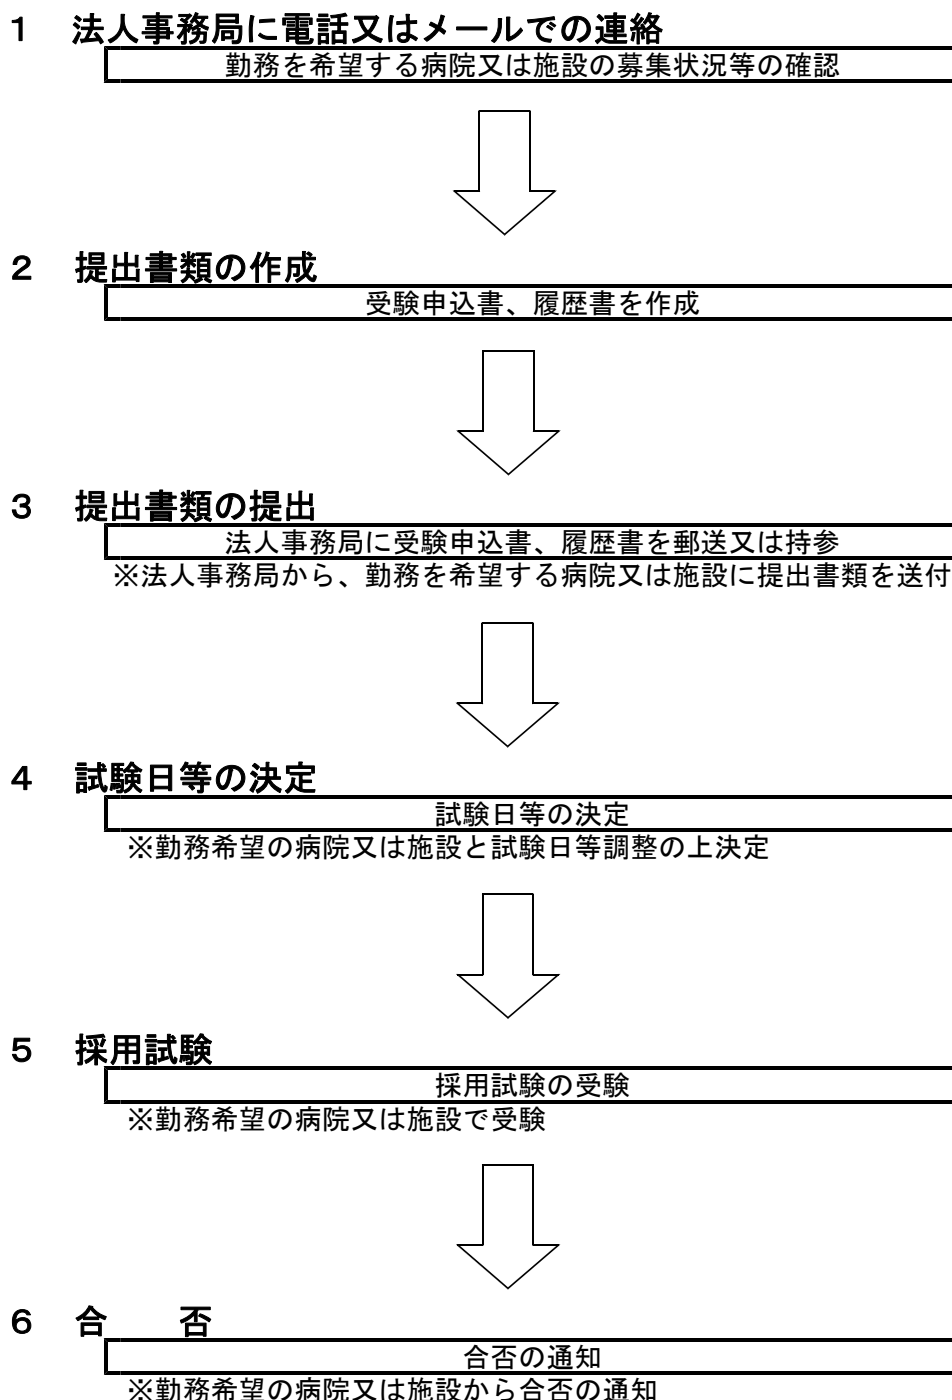 １　法人事務局に電話又はメールでの連絡
勤務を希望する病院又は施設の募集状況等の確認
２　提出書類の作成
受験申込書、履歴書を作成
３　提出書類の提出
法人事務局に受験申込書、履歴書を郵送又は持参
※法人事務局から、勤務を希望する病院又は施設に提出書類を送付
４　試験日等の決定
試験日等の決定
※勤務希望の病院又は施設と試験日等調整の上決定
５　採用試験
採用試験の受験
※勤務希望の病院又は施設で受験
６　合　　否
合否の通知
※勤務希望の病院又は施設から合否の通知